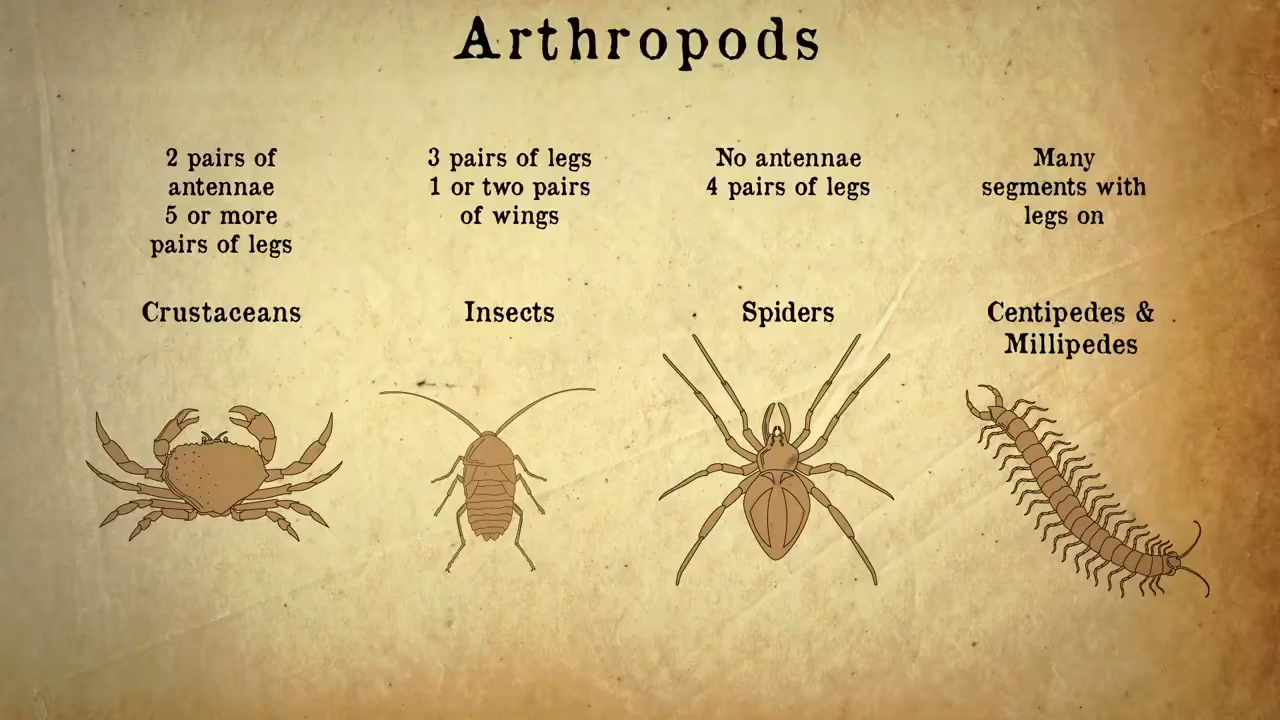 Arthropods
2 pairs of
antennae
5 or more
pairs of legs
Crustaceans
3 pairs of legs
1 or two pairs
of wings
Insects
No antennae
4 pairs of legs
Spiders
Many
segments with
legs on
Centipedes &
Millipedes